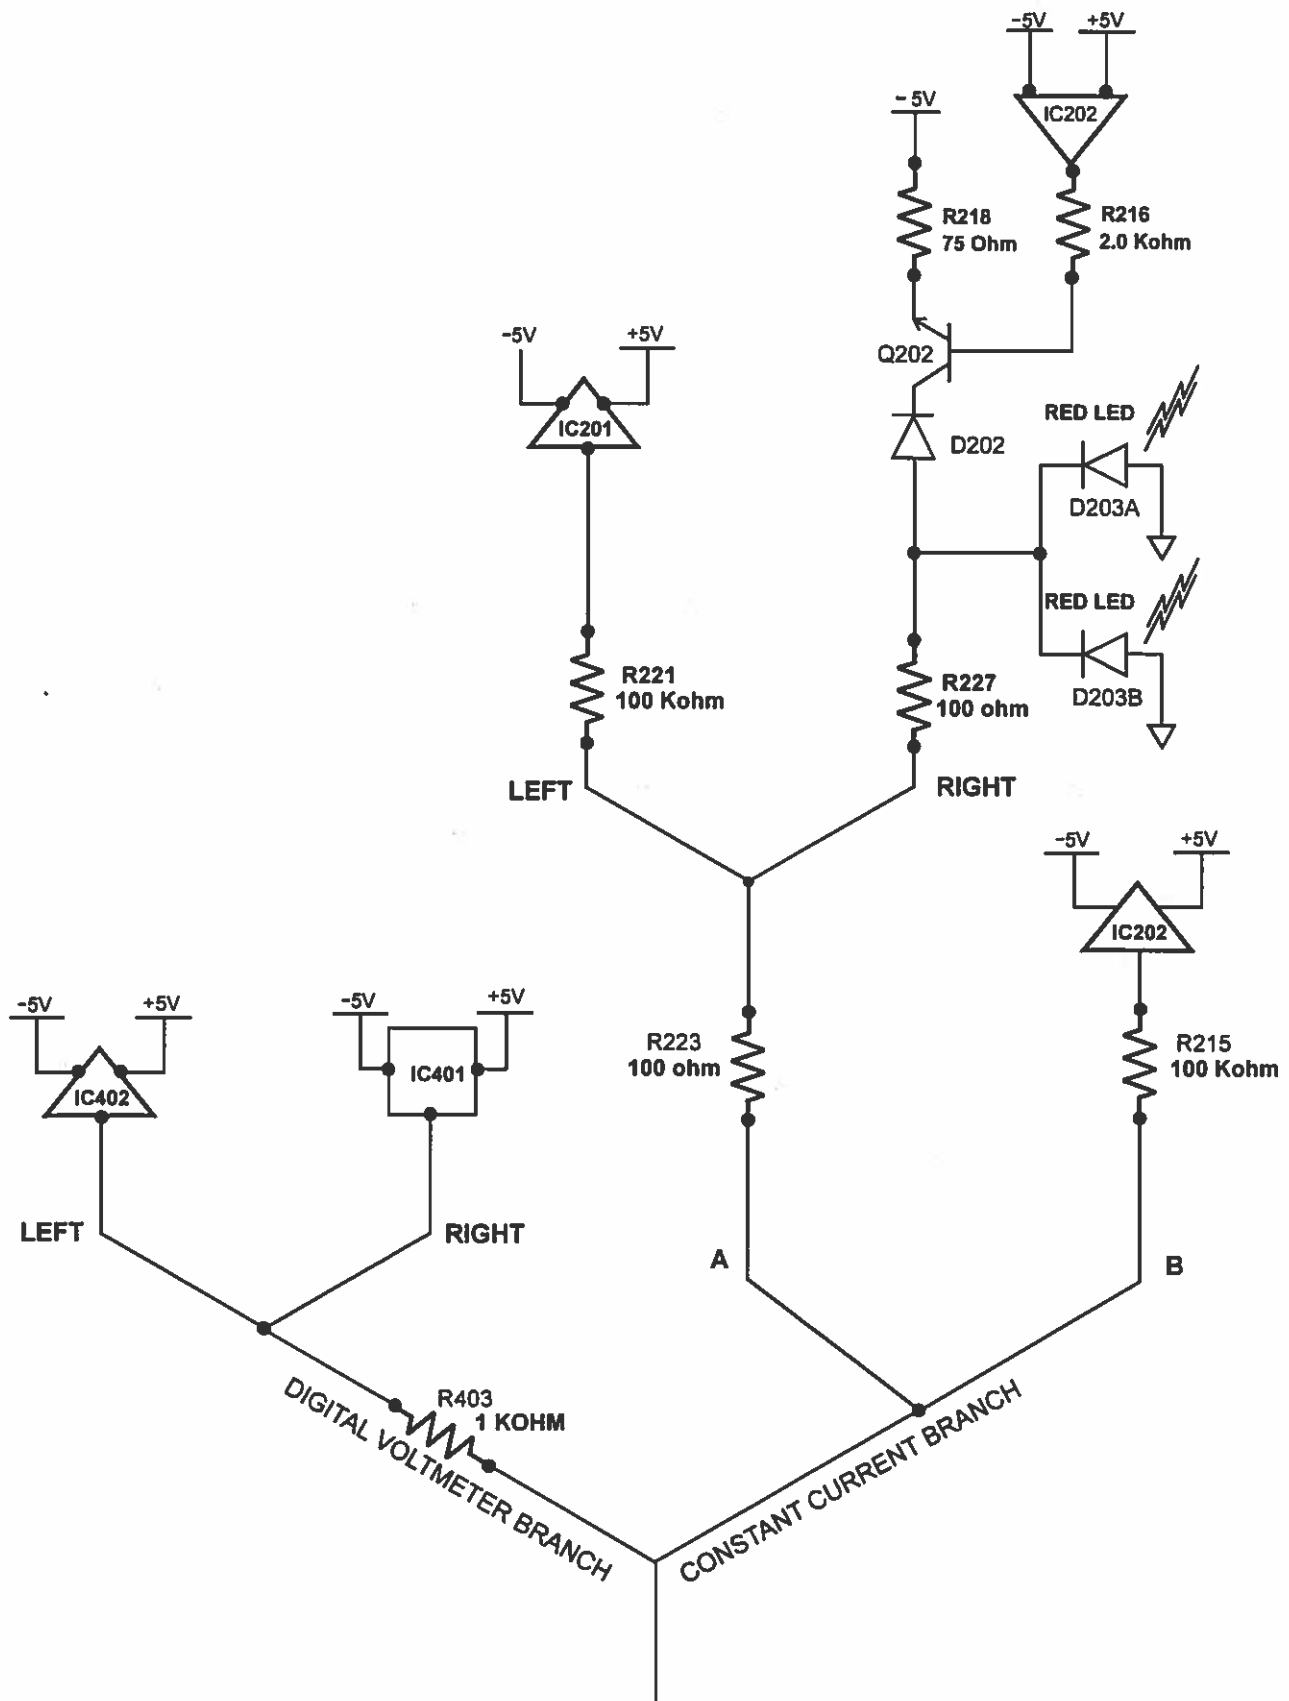 -5V +5V
IC202
- 5V
R218
75 Ohm
R216
2.0 Kohm
-5V +5V
Q202
IC201
RED LED
D202
D203A
RED LED
R221
100 Kohm
R227
100 ohm
D203B
LEFT
RIGHT
-5V +5V
IC202
-5V +5V
-5V +5V
R223
100 ohm
R215
100 Kohm
IC402
IC401
LEFT
RIGHT
A
B
R403
1 KOHM
DIGITAL VOLTMETER BRANCH
CONSTANT CURRENT BRANCH